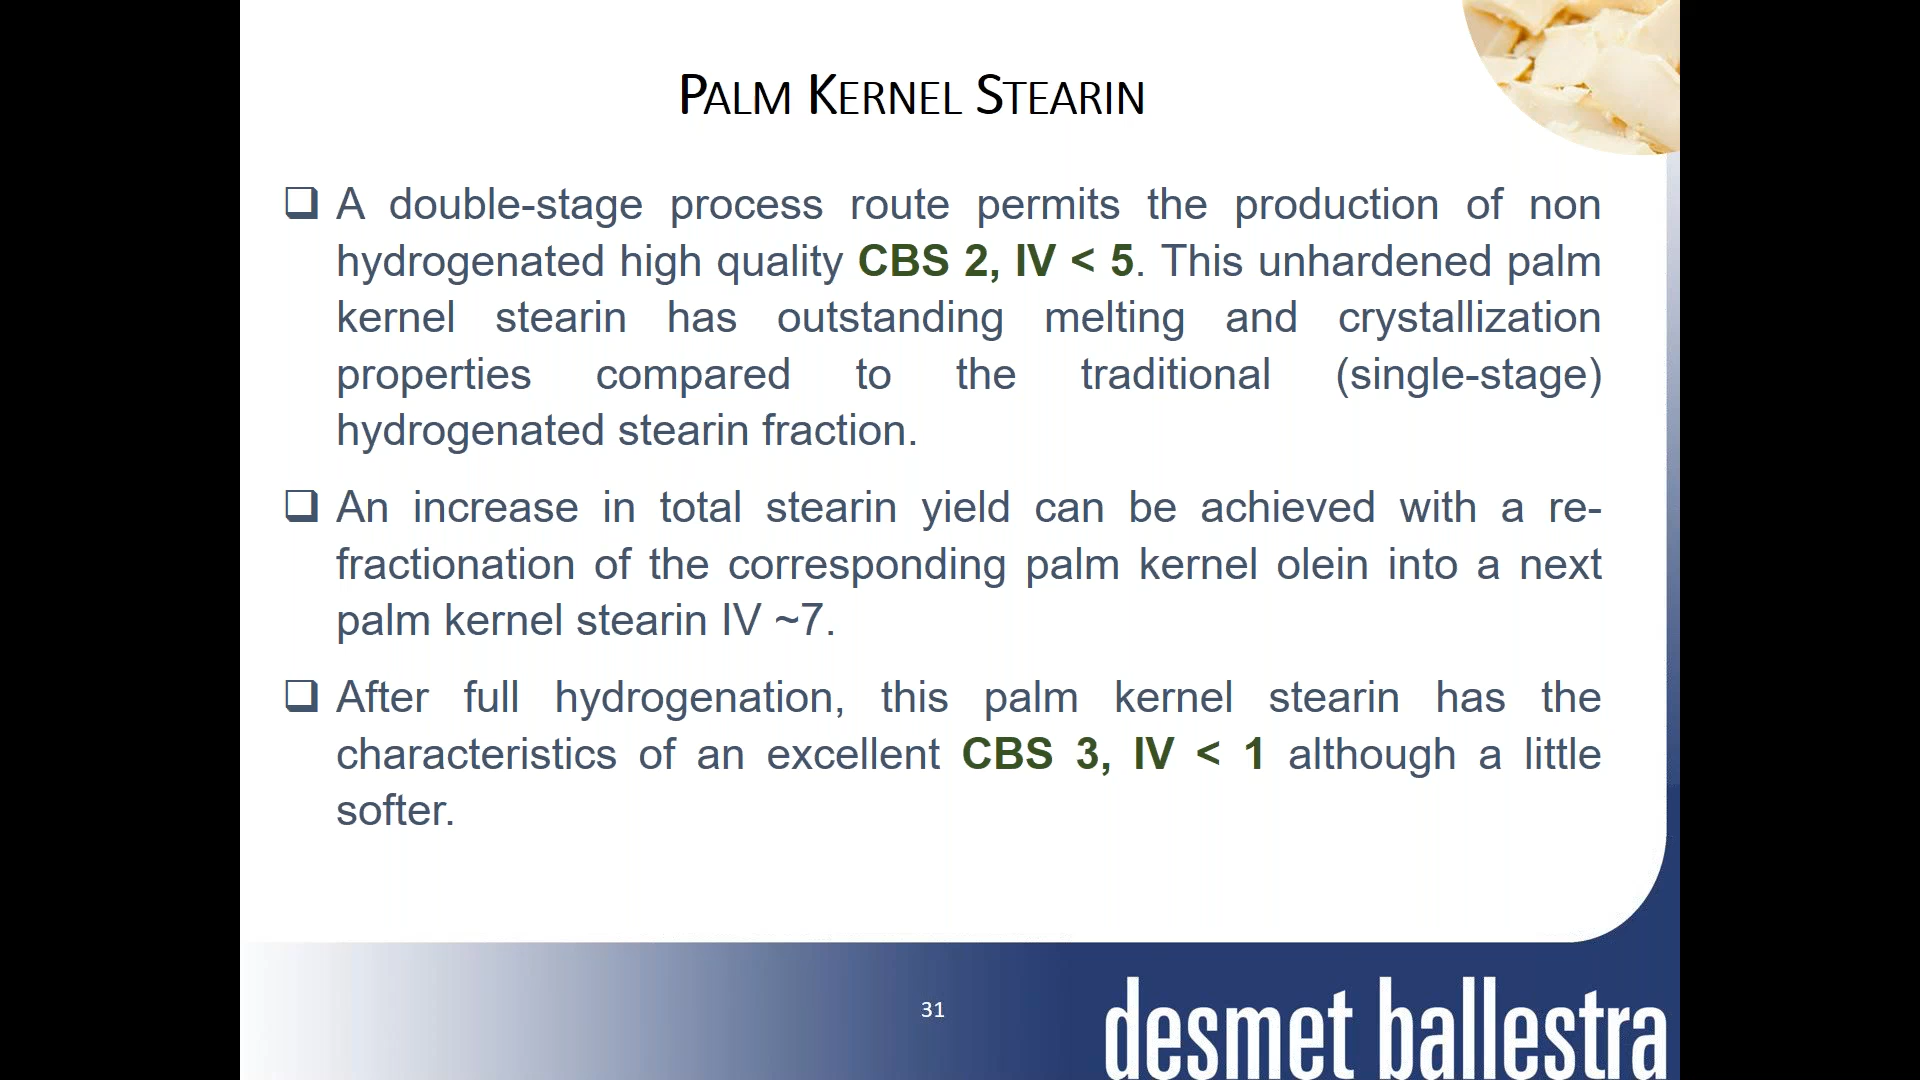 PALM KERNEL STEARIN
A double-stage process route permits the production of non
hydrogenated high quality CBS 2, IV < 5. This unhardened palm
kernel stearin has outstanding melting and crystallization
properties compared to the traditional (single-stage)
hydrogenated stearin fraction.
An increase in total stearin yield can be achieved with a re-
fractionation of the corresponding palm kernel olein into a next
palm kernel stearin IV ~7.
After full hydrogenation, this palm kernel stearin has the
characteristics of an excellent CBS 3, IV < 1 although a little
softer.
31
desmet ballestra